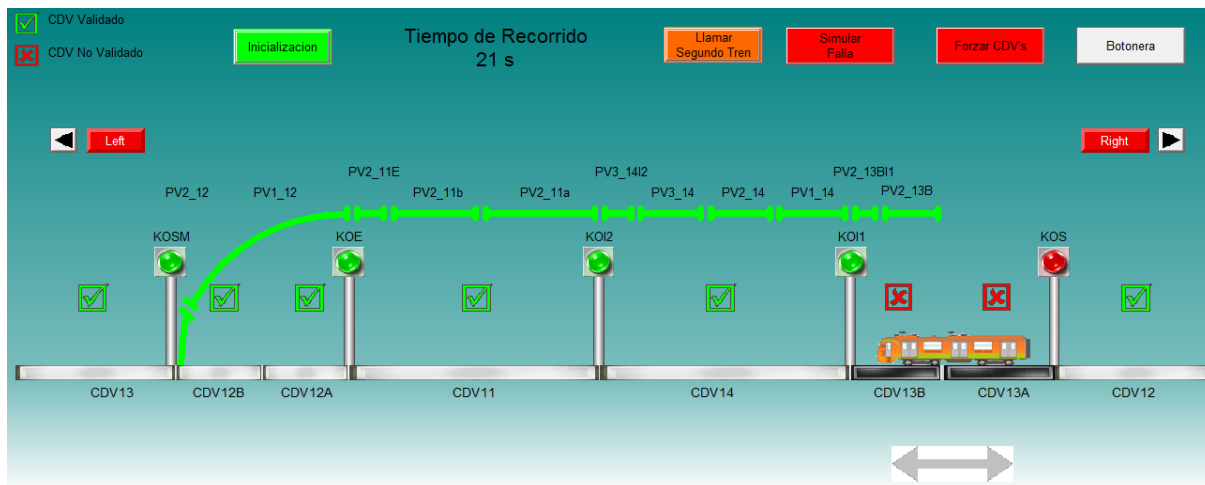 CDV Validado
CDV No Validado
Inicializacion
Tiempo de Recorrido
21 s
Llamar
Segundo Tren
Simular
Falla
Forzar CDV's
Botonera
Left
Right
PV2_12
PV1_12
PV2_11E
PV2_11b
PV2_11a
PV3_14I2
PV3_14
PV2_14
PV1_14
PV2_13BI1
PV2_13B
KOSM
KOE
KOI2
KOI1
KOS
CDV13
CDV12B
CDV12A
CDV11
CDV14
CDV13B
CDV13A
CDV12